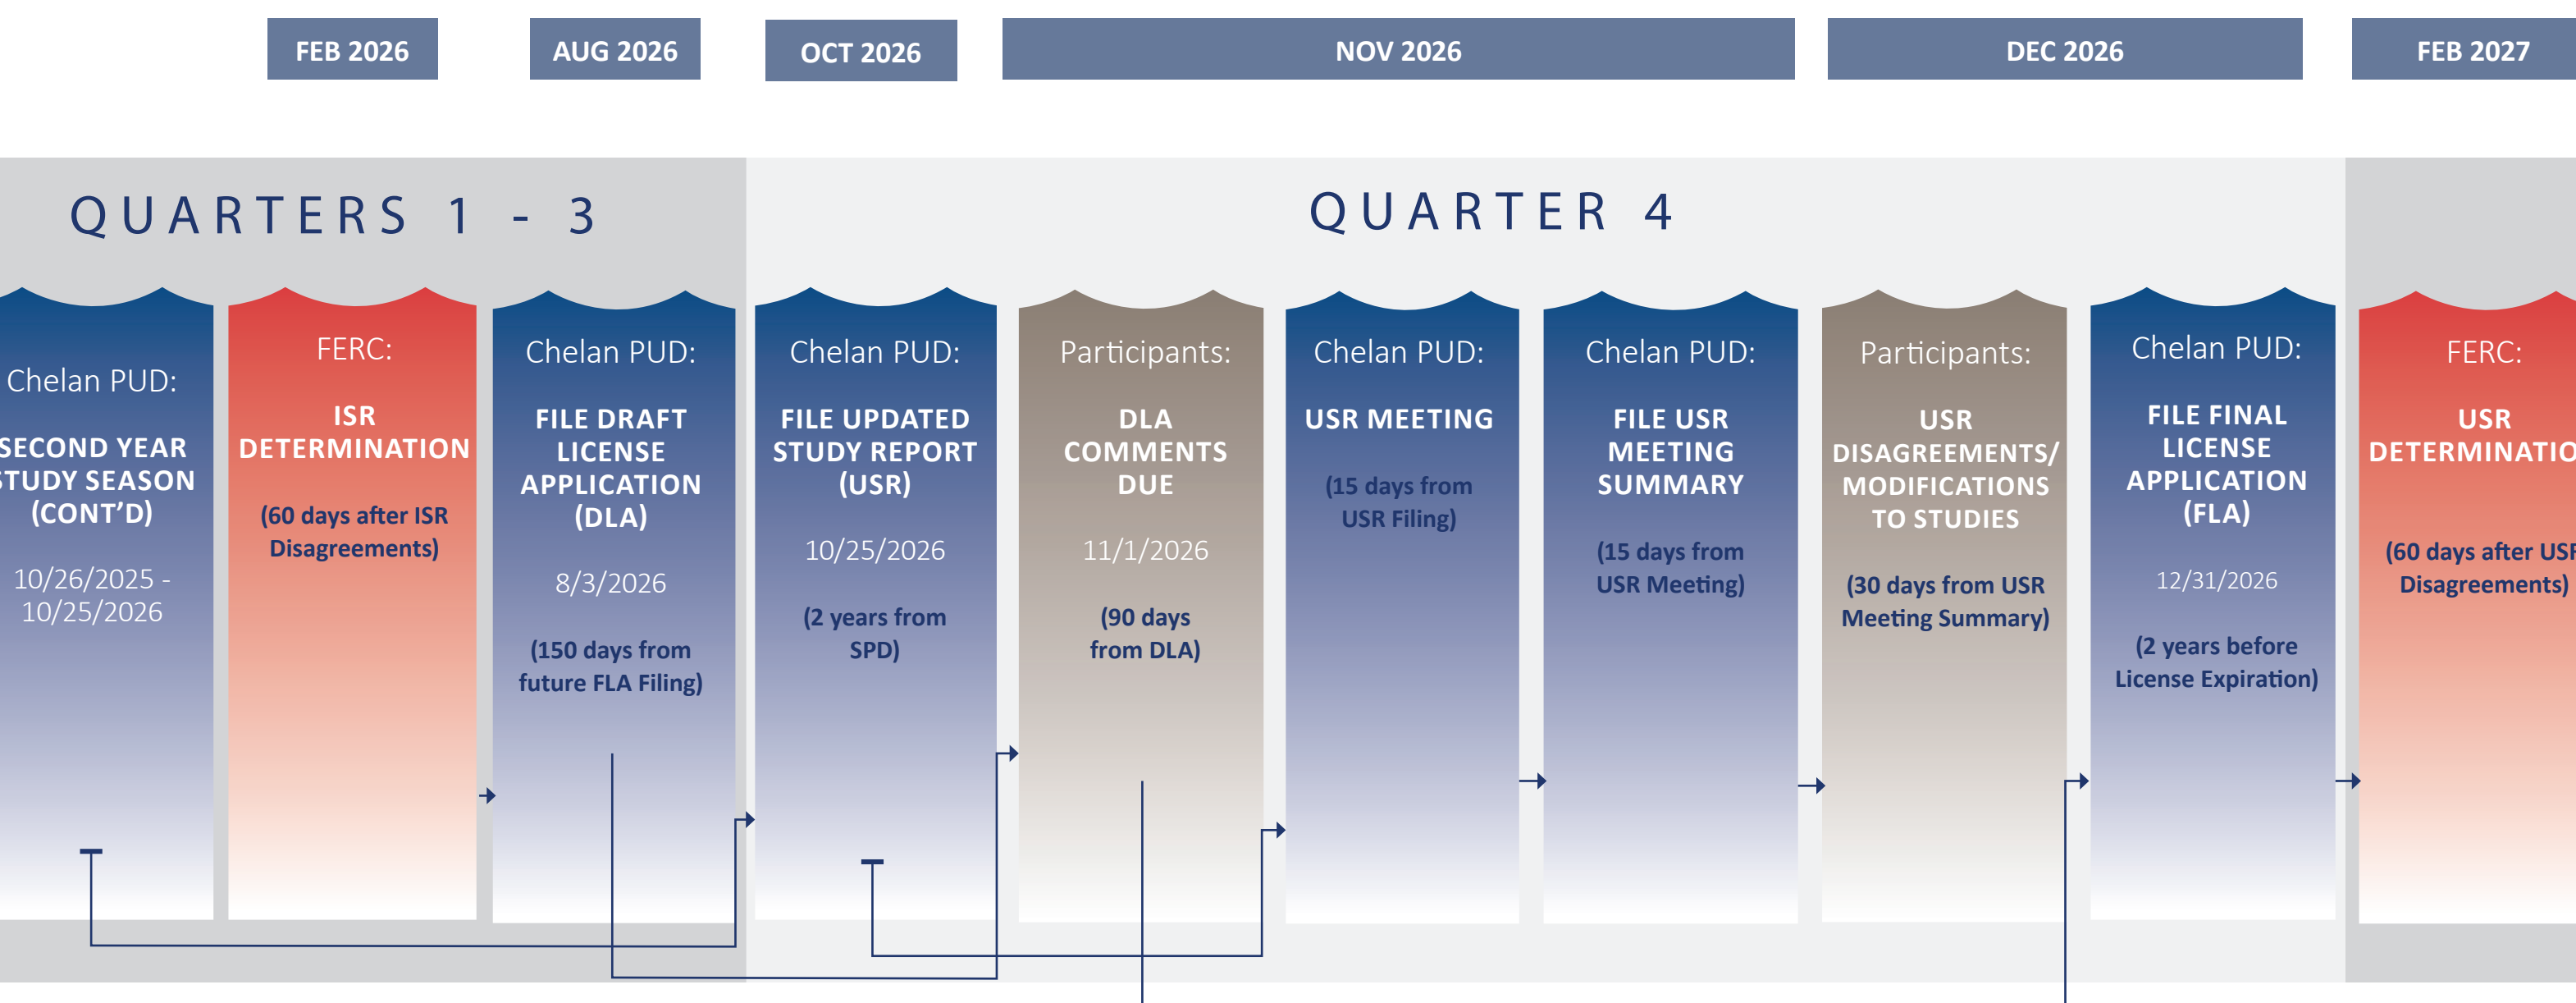 FEB 2026
AUG 2026
OCT 2026
NOV 2026
DEC 2026
FEB 2027
QUARTERS 1 - 3
QUARTER 4
Chelan PUD:
SECOND YEAR
STUDY SEASON
(CONT'D)
10/26/2025 -
10/25/2026
FERC:
ISR
DETERMINATION
(60 days after ISR
Disagreements)
Chelan PUD:
FILE DRAFT
LICENSE
APPLICATION
(DLA)
8/3/2026
(150 days from
future FLA Filing)
Chelan PUD:
FILE UPDATED
STUDY REPORT
(USR)
10/25/2026
(2 years from
SPD)
Participants:
DLA
COMMENTS
DUE
11/1/2026
(90 days
from DLA)
Chelan PUD:
USR MEETING
(15 days from
USR Filing)
Chelan PUD:
FILE USR
MEETING
SUMMARY
(15 days from
USR Meeting)
Participants:
USR
DISAGREEMENTS/
MODIFICATIONS
TO STUDIES
(30 days from USR
Meeting Summary)
Chelan PUD:
FILE FINAL
LICENSE
APPLICATION
(FLA)
12/31/2026
(2 years before
License Expiration)
FERC:
USR
DETERMINATIO
(60 days after USR
Disagreements)